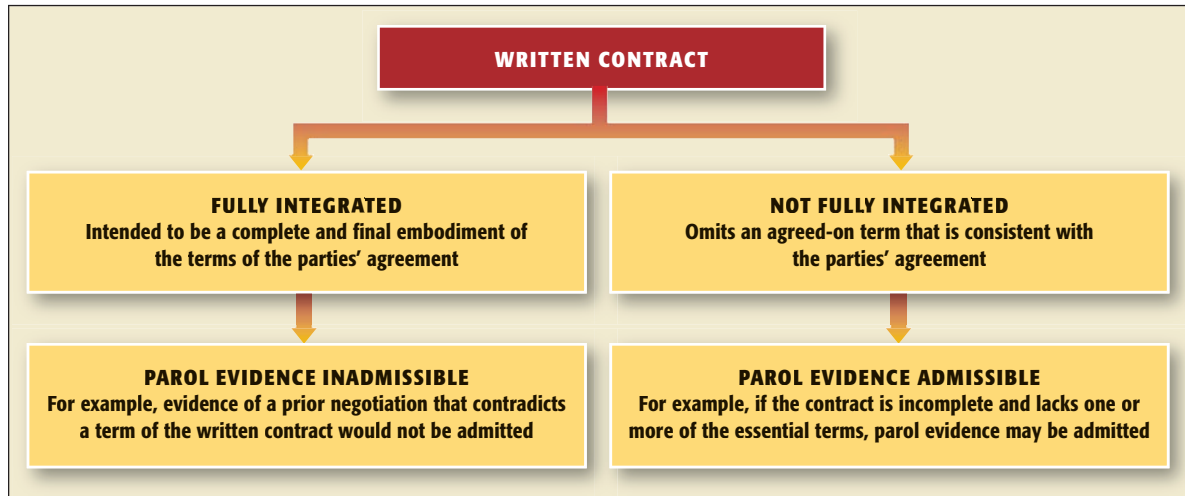 WRITTEN CONTRACT
FULLY INTEGRATED
Intended to be a complete and final embodiment of
the terms of the parties’ agreement
NOT FULLY INTEGRATED
Omits an agreed-on term that is consistent with
the parties’ agreement
PAROL EVIDENCE INADMISSIBLE
For example, evidence of a prior negotiation that contradicts
a term of the written contract would not be admitted
PAROL EVIDENCE ADMISSIBLE
For example, if the contract is incomplete and lacks one or
more of the essential terms, parol evidence may be admitted